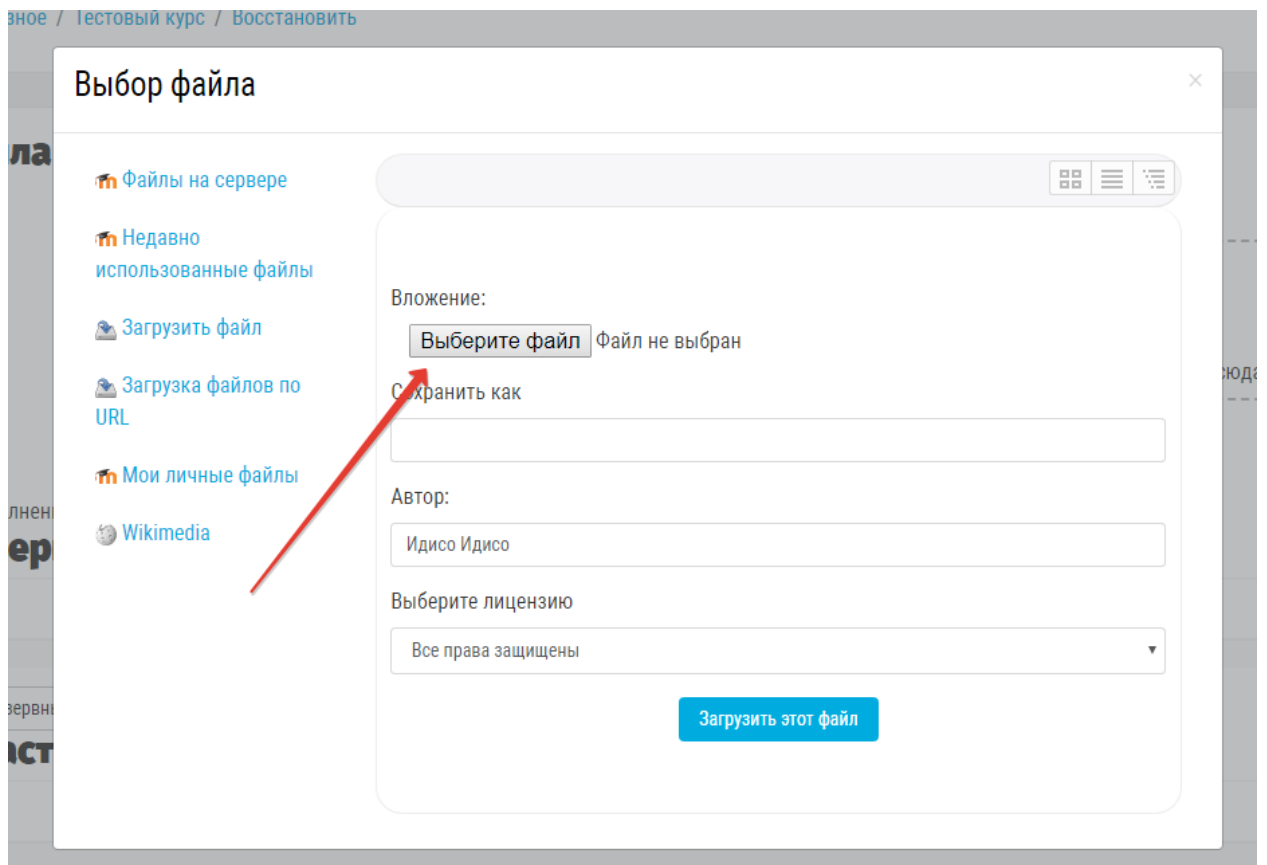 Тестовый курс / Восстановить
Выбор файла
Файлы на сервере
Недавно
использованные файлы
Загрузить файл
Загрузка файлов по
URL
Мои личные файлы
Wikimedia
Вложение:
Выберите файл Файл не выбран
Сохранить как
Автор:
Идисо Идисо
Выберите лицензию
Все права защищены
Загрузить этот файл